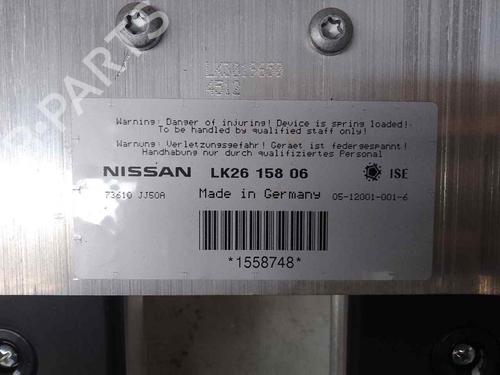 LK3019650
4512
Warning: Danger of injuring! Device is spring loaded!
To be handled by qualified staff only!
Warnung: Verletzungsgefahr! Geraet ist federgespannt!
Handhabung nur durch qualifiziertes Personal
NISSAN LK26 158 06 ISE
73610 JJ50A Made in Germany 05-12001-001-6
*1558748*